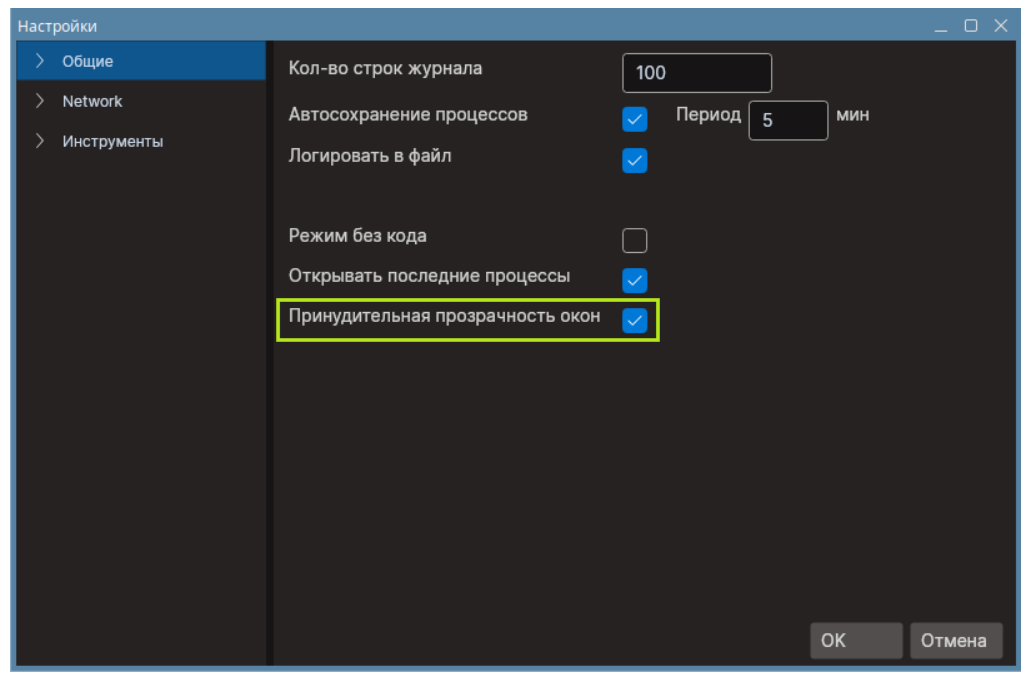 Настройки
Общие
Network
Инструменты
Кол-во строк журнала 100
Автосохранение процессов Период 5 мин
Логировать в файл
Режим без кода
Открывать последние процессы
Принудительная прозрачность окон
OK Отмена